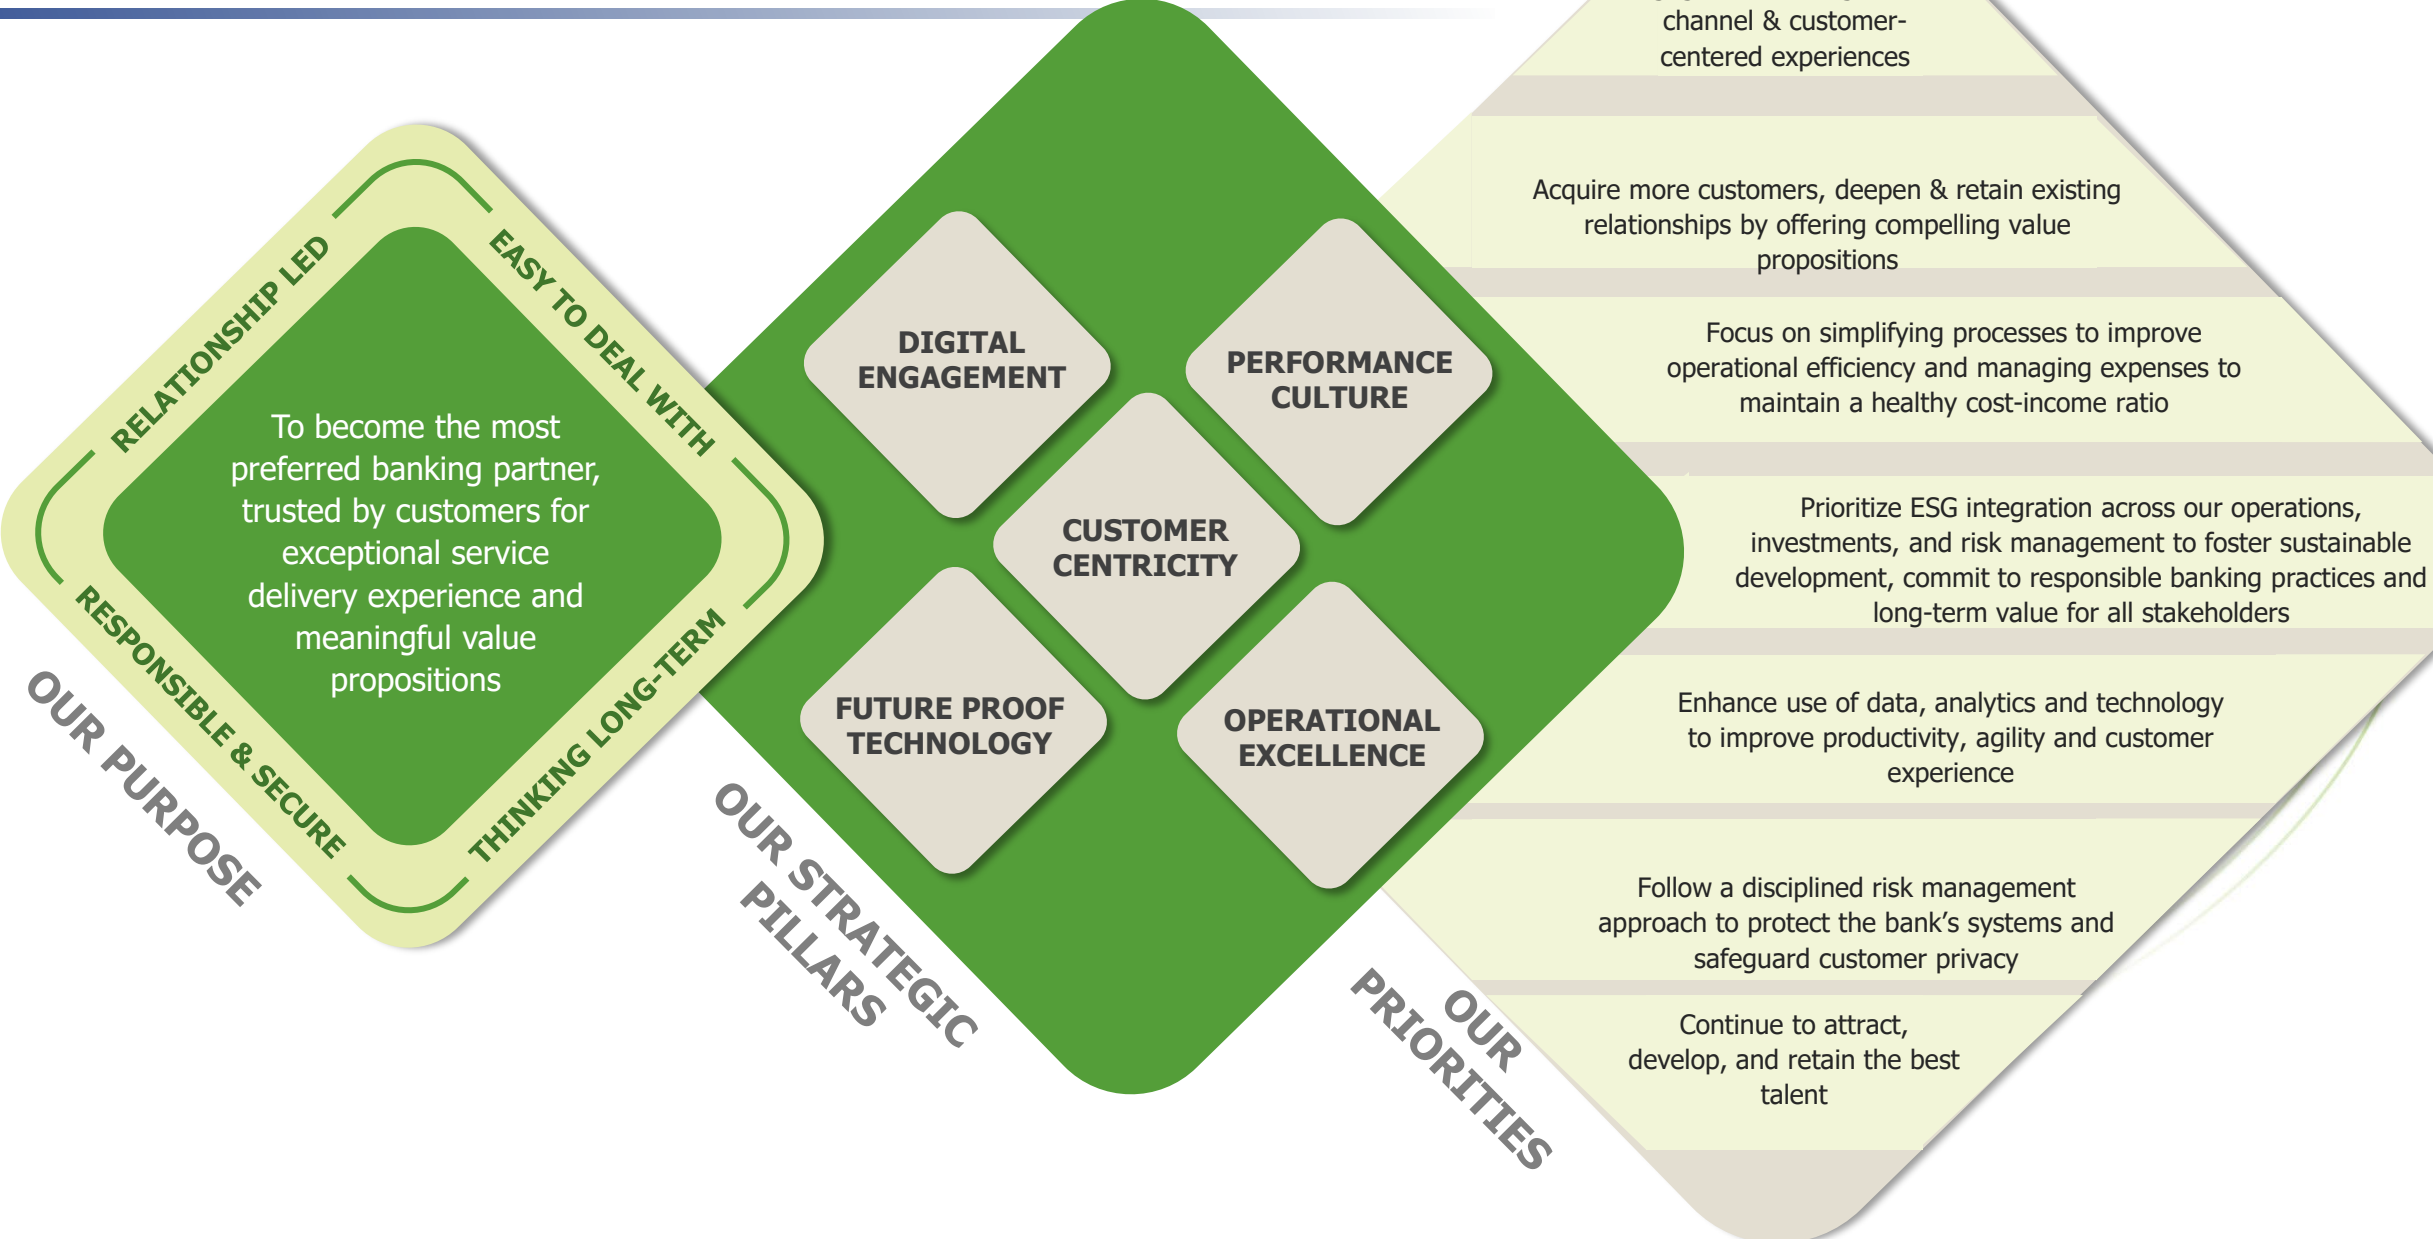 RELATIONSHIP LED
EASY TO DEAL WITH
To become the most
preferred banking partner,
trusted by customers for
exceptional service
delivery experience and
meaningful value
propositions
RESPONSIBLE & SECURE
THINKING LONG-TERM
OUR PURPOSE
DIGITAL
ENGAGEMENT
PERFORMANCE
CULTURE
CUSTOMER
CENTRICITY
FUTURE PROOF
TECHNOLOGY
OPERATIONAL
EXCELLENCE
OUR STRATEGIC
PILLARS
channel & customer-
centered experiences
Acquire more customers, deepen & retain existing
relationships by offering compelling value
propositions
Focus on simplifying processes to improve
operational efficiency and managing expenses to
maintain a healthy cost-income ratio
Prioritize ESG integration across our operations,
investments, and risk management to foster sustainable
development, commit to responsible banking practices and
long-term value for all stakeholders
Enhance use of data, analytics and technology
to improve productivity, agility and customer
experience
Follow a disciplined risk management
approach to protect the bank’s systems and
safeguard customer privacy
Continue to attract,
develop, and retain the best
talent
OUR
PRIORITIES